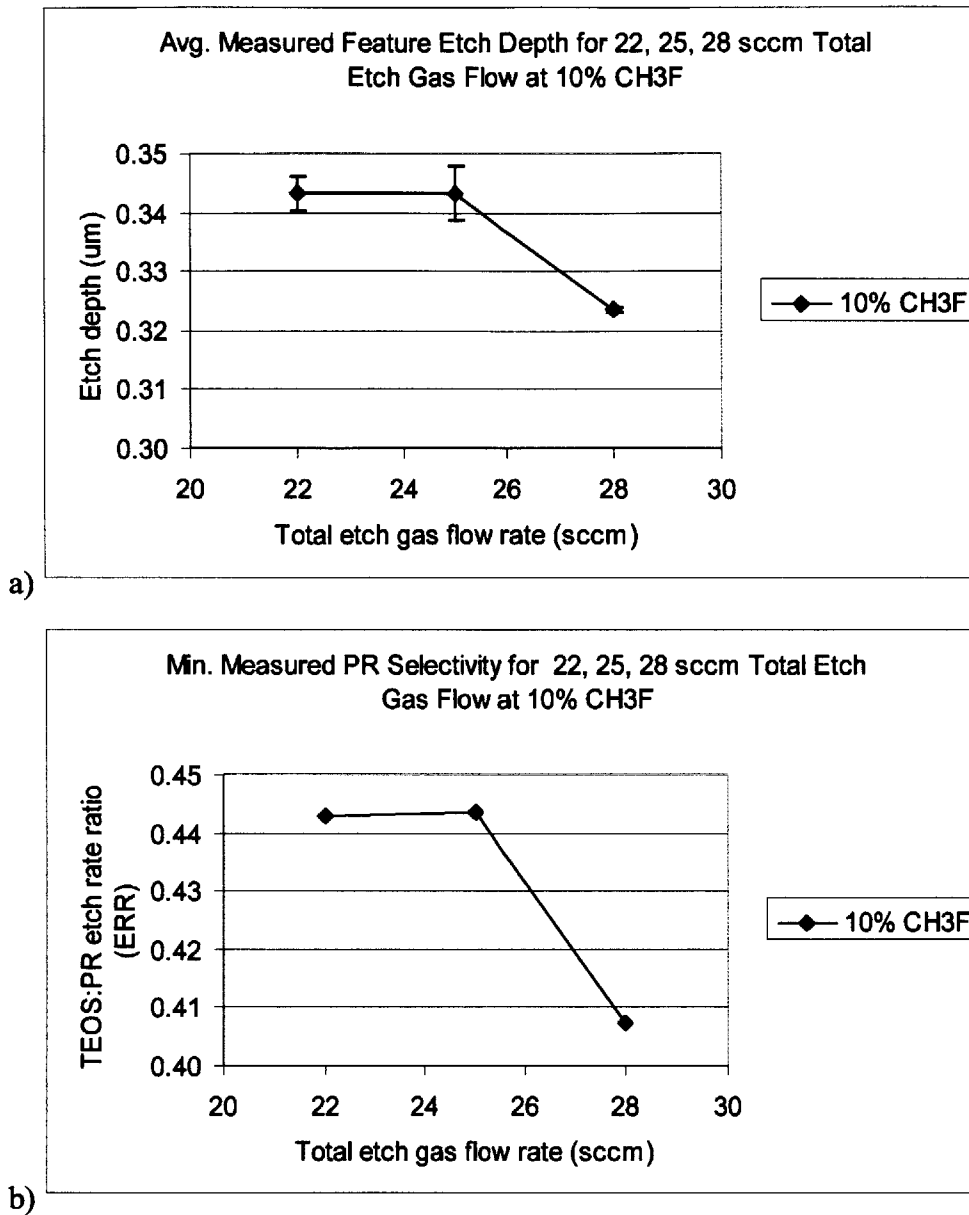 Avg. Measured Feature Etch Depth for 22, 25, 28 sccm Total
Etch Gas Flow at 10% CH3F
0.35
0.34
0.33
0.32
0.31
0.30
Etch depth (um)
20 22 24 26 28 30
Total etch gas flow rate (sccm)
10% CH3F
a)
Min. Measured PR Selectivity for 22, 25, 28 sccm Total Etch
Gas Flow at 10% CH3F
0.45
0.44
0.43
0.42
0.41
0.40
TEOS:PR etch rate ratio
(ERR)
20 22 24 26 28 30
Total etch gas flow rate (sccm)
10% CH3F
b)